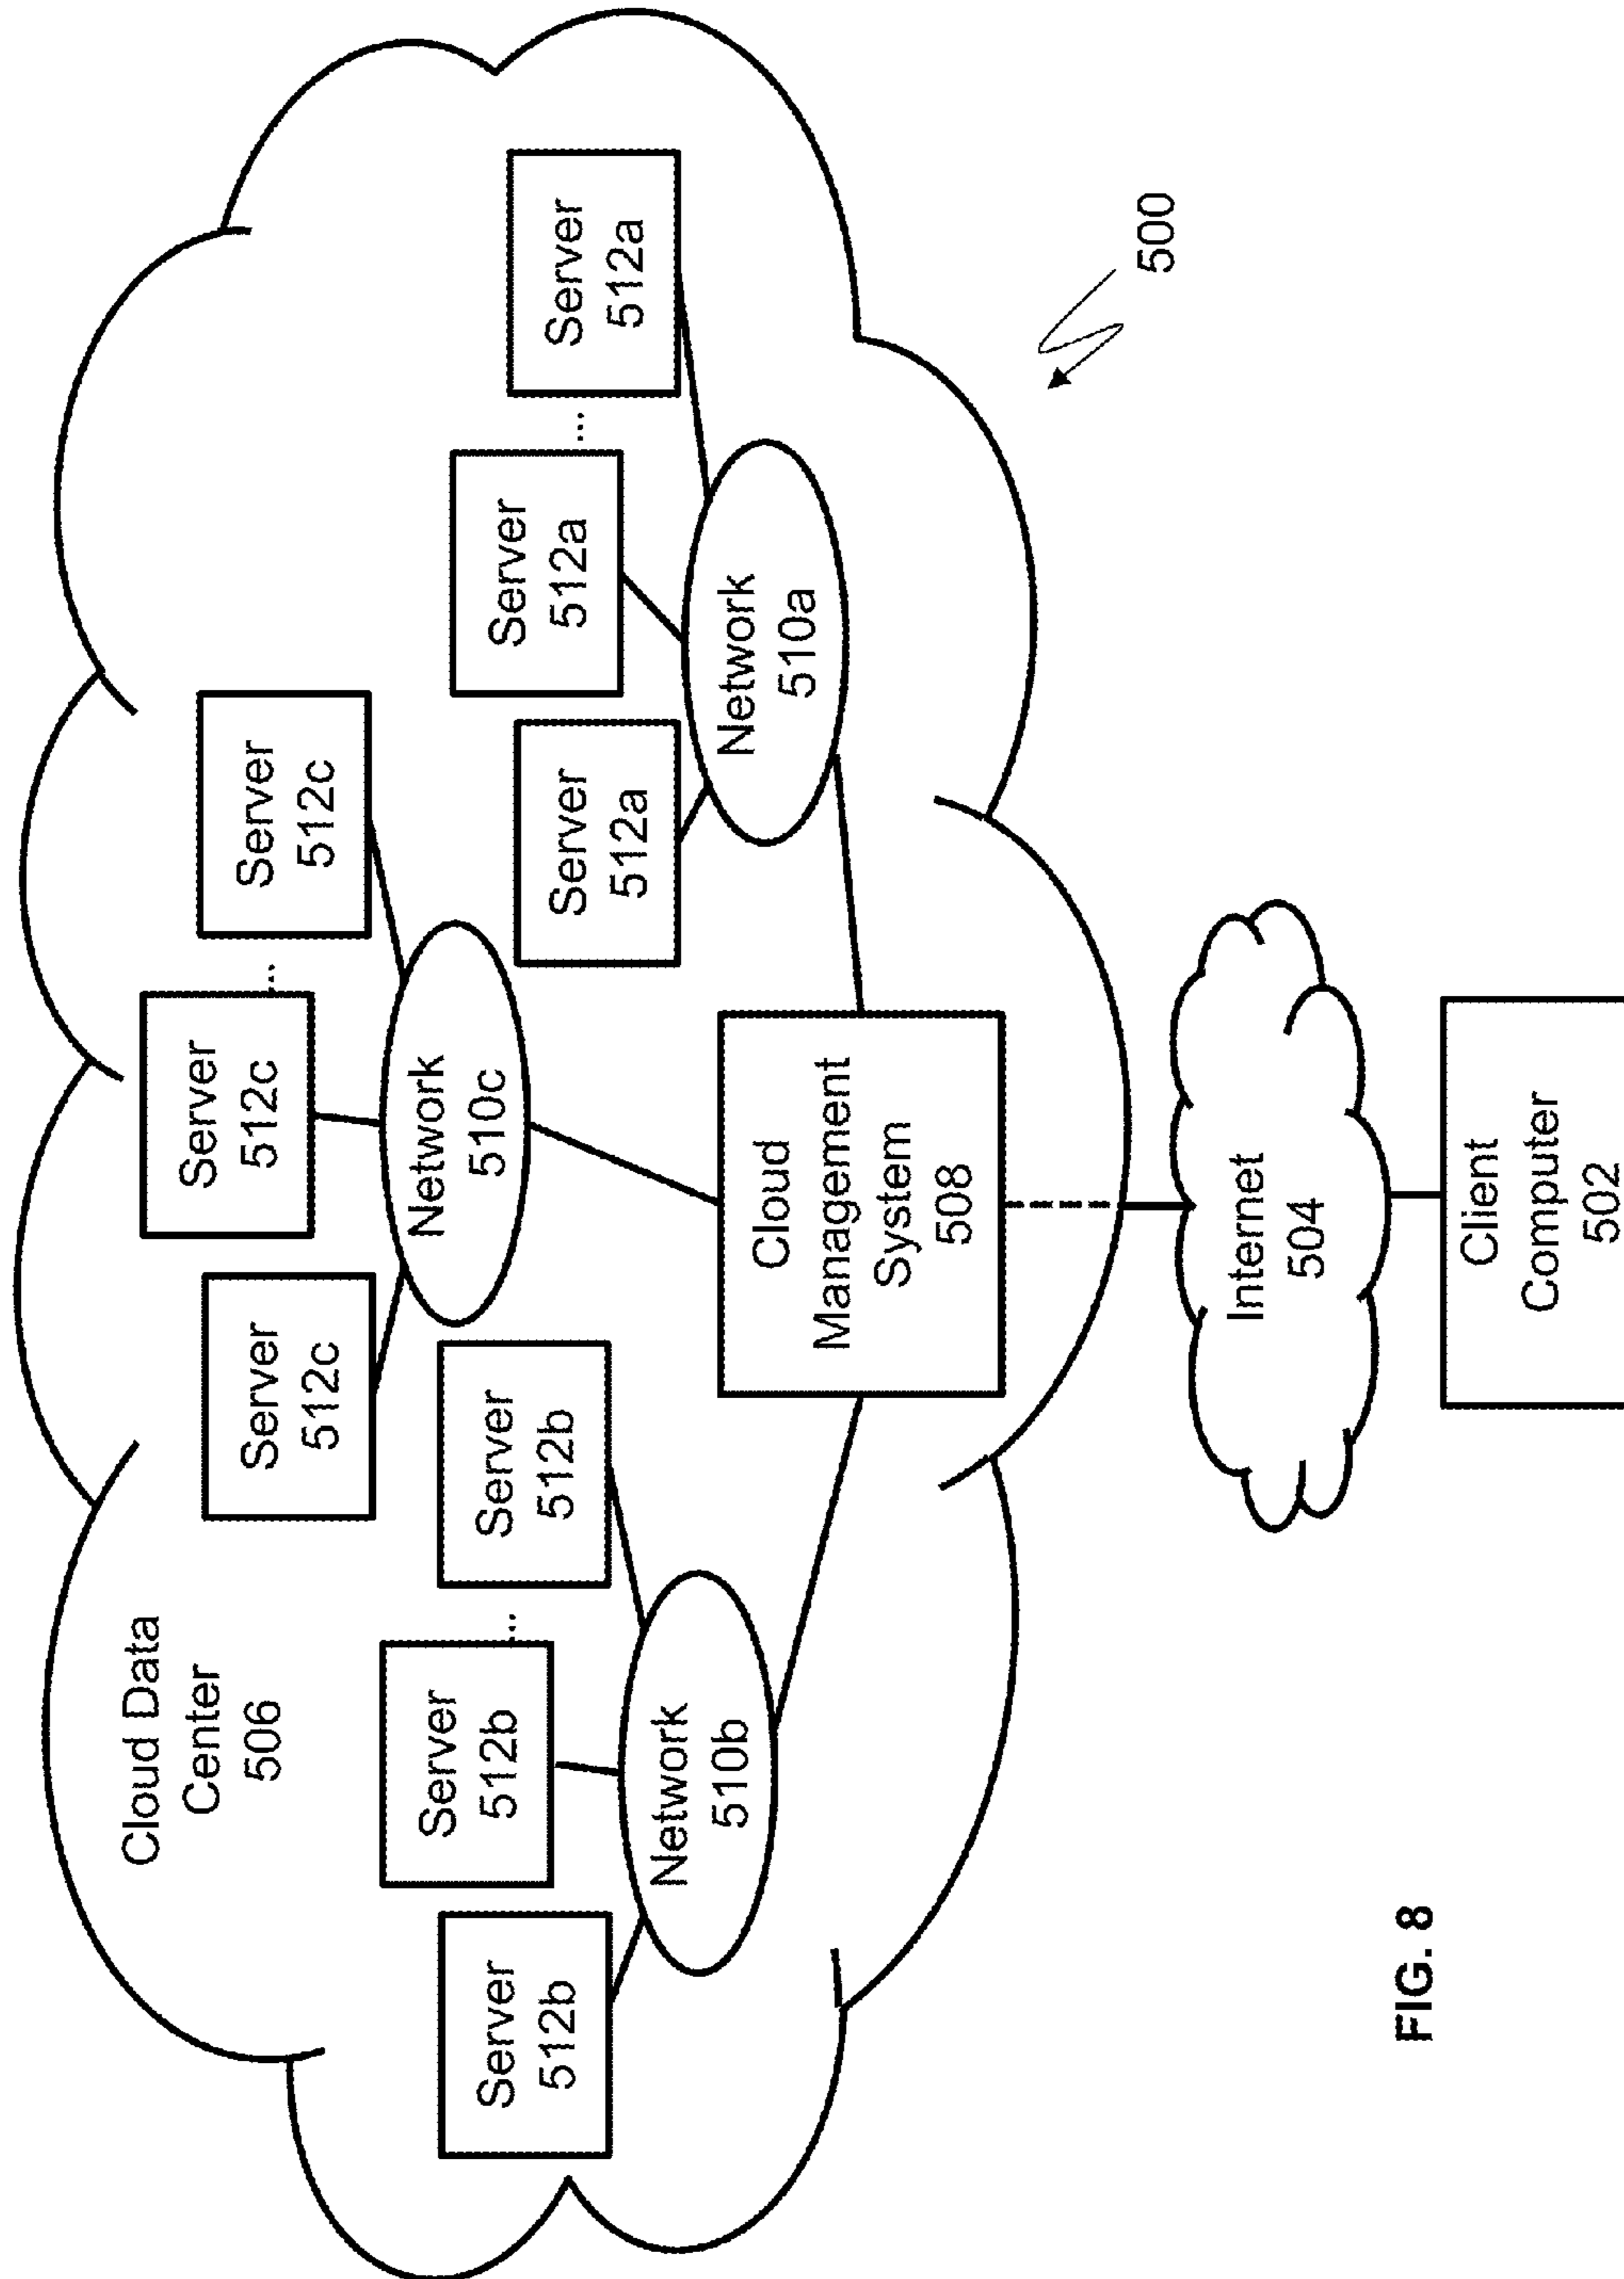 Cloud Data
Center
506
Server
512c
Server
512c
...
Server
512c
Network
510c
Server
512b
Server
512b
...
Server
512b
Network
510b
Server
512a
Server
512a
...
Server
512a
Network
510a
Cloud
Management
System
508
500
Internet
504
Client
Computer
502
FIG. 8